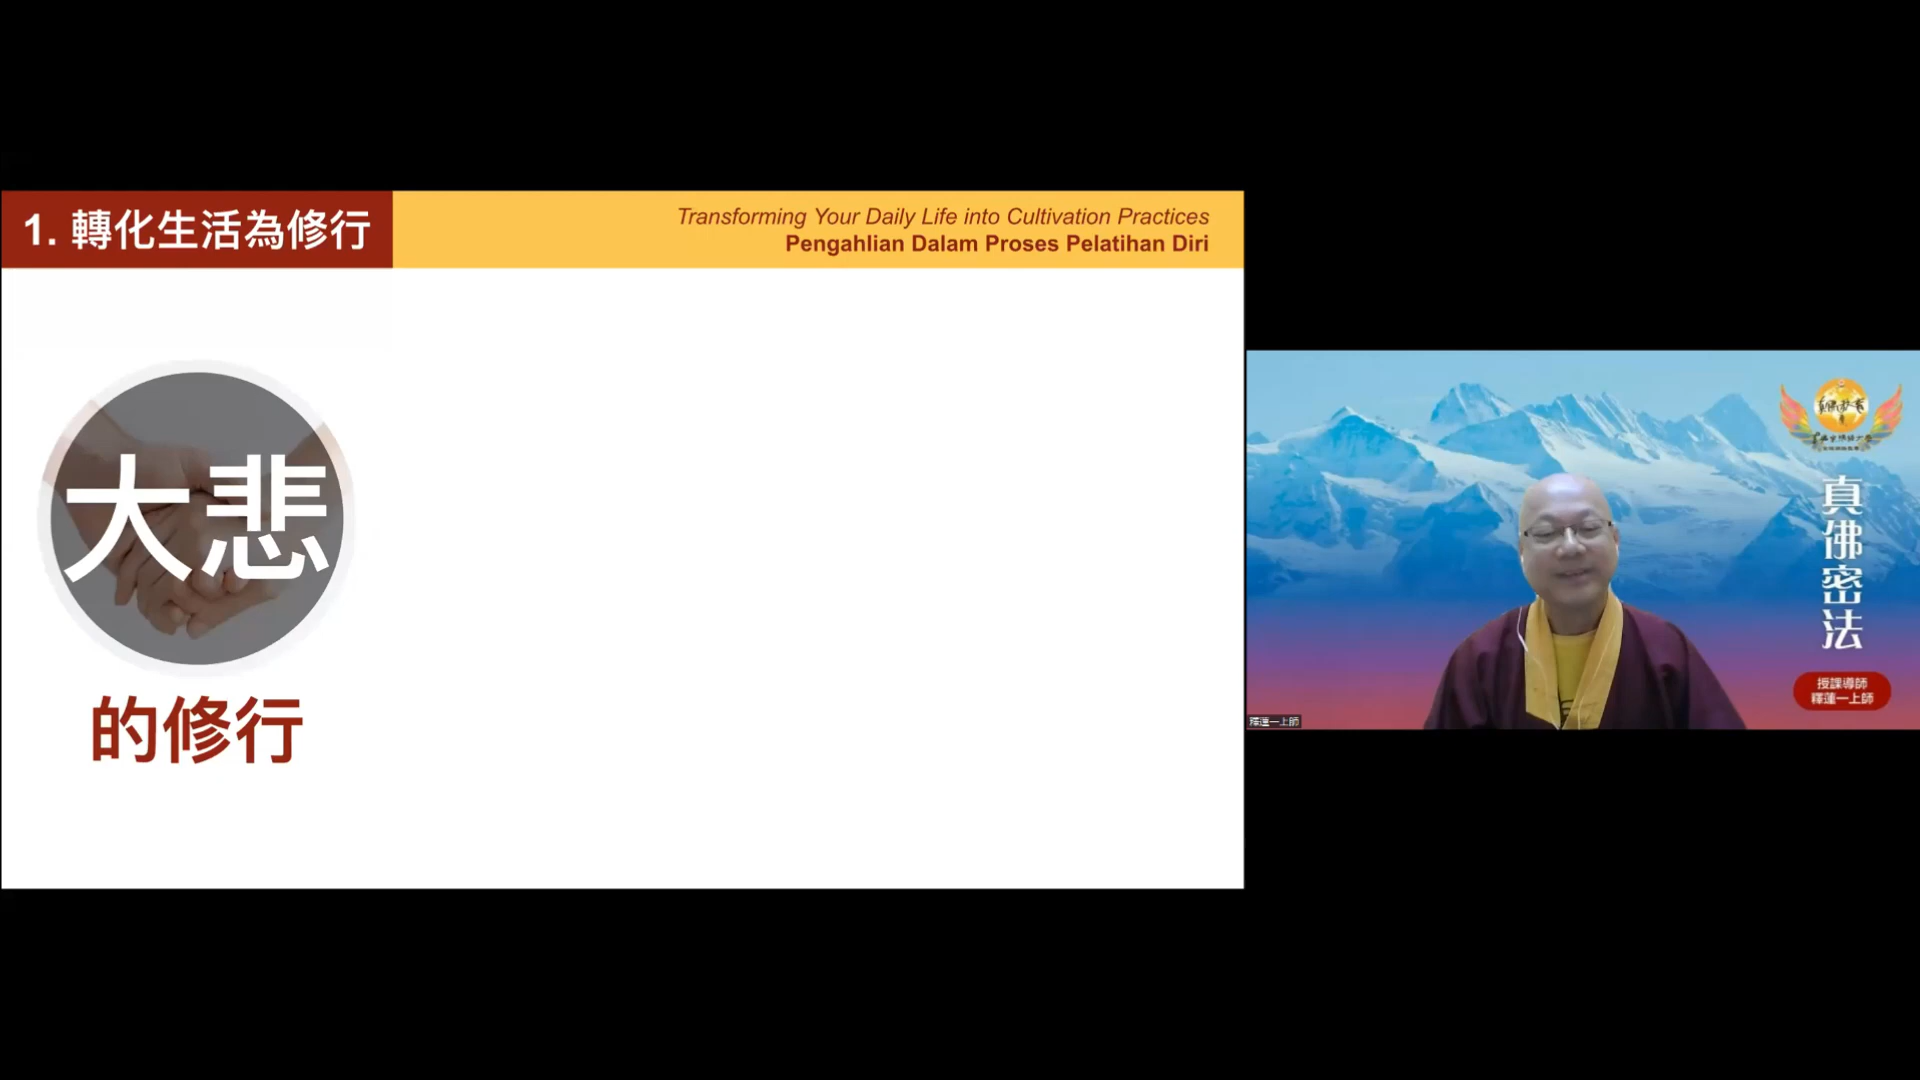 1. 轉化生活為修行
Transforming Your Daily Life into Cultivation Practices
Pengahlian Dalam Proses Pelatihan Diri
大悲
的修行
真佛密法
授課導師
釋蓮一上師
釋蓮一上師